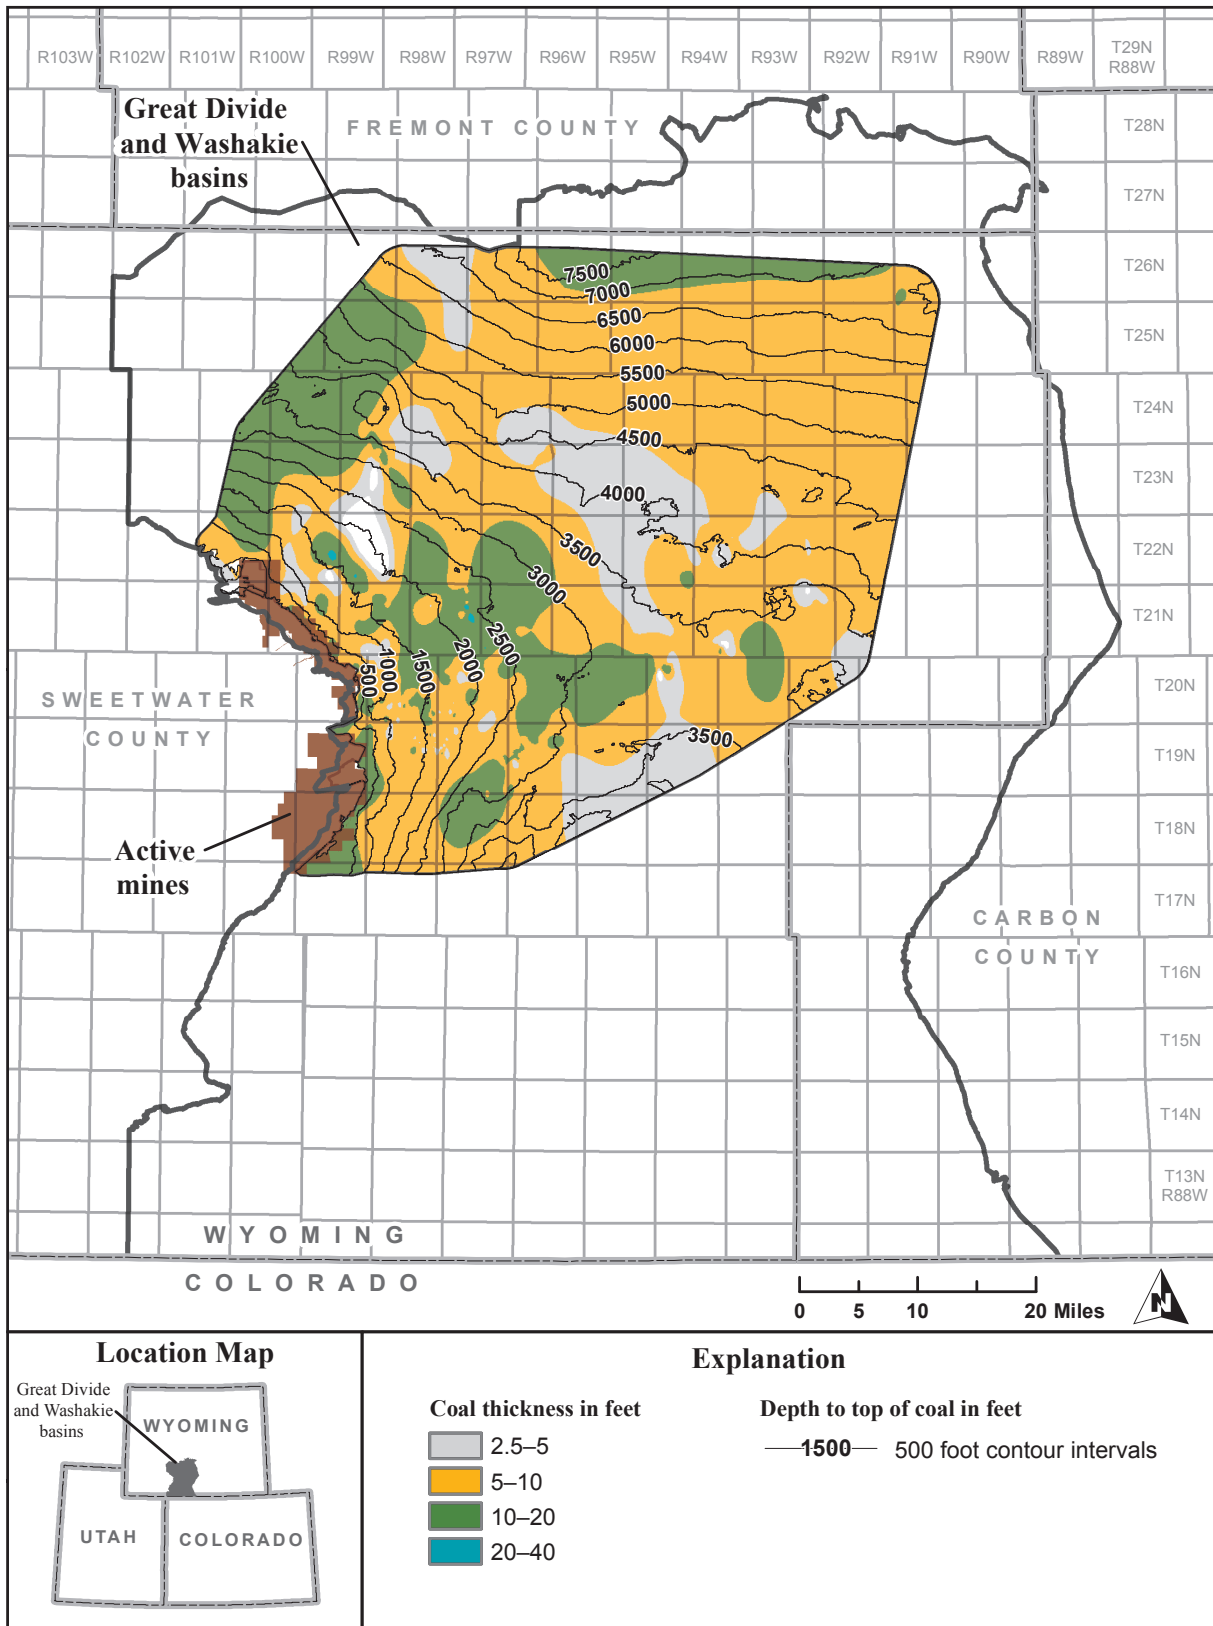 R103W R102W R101W R100W R99W R98W R97W R96W R95W R94W R93W R92W R91W R90W R89W T29N
R88W
Great Divide
and Washakie
basins
FREMONT COUNTY
T28N
T27N
T26N
T25N
T24N
T23N
T22N
T21N
T20N
T19N
T18N
T17N
T16N
T15N
T14N
T13N
R88W
7500
7000
6500
6000
5500
5000
4500
4000
3500
3000
2500
2000
1500
1000
500
3500
SWEETWATER
COUNTY
Active
mines
CARBON
COUNTY
WYOMING
COLORADO
0 5 10 20 Miles
N
Location Map
Great Divide
and Washakie
basins
WYOMING
UTAH
COLORADO
Explanation
Coal thickness in feet
2.5–5
5–10
10–20
20–40
Depth to top of coal in feet
1500 500 foot contour intervals